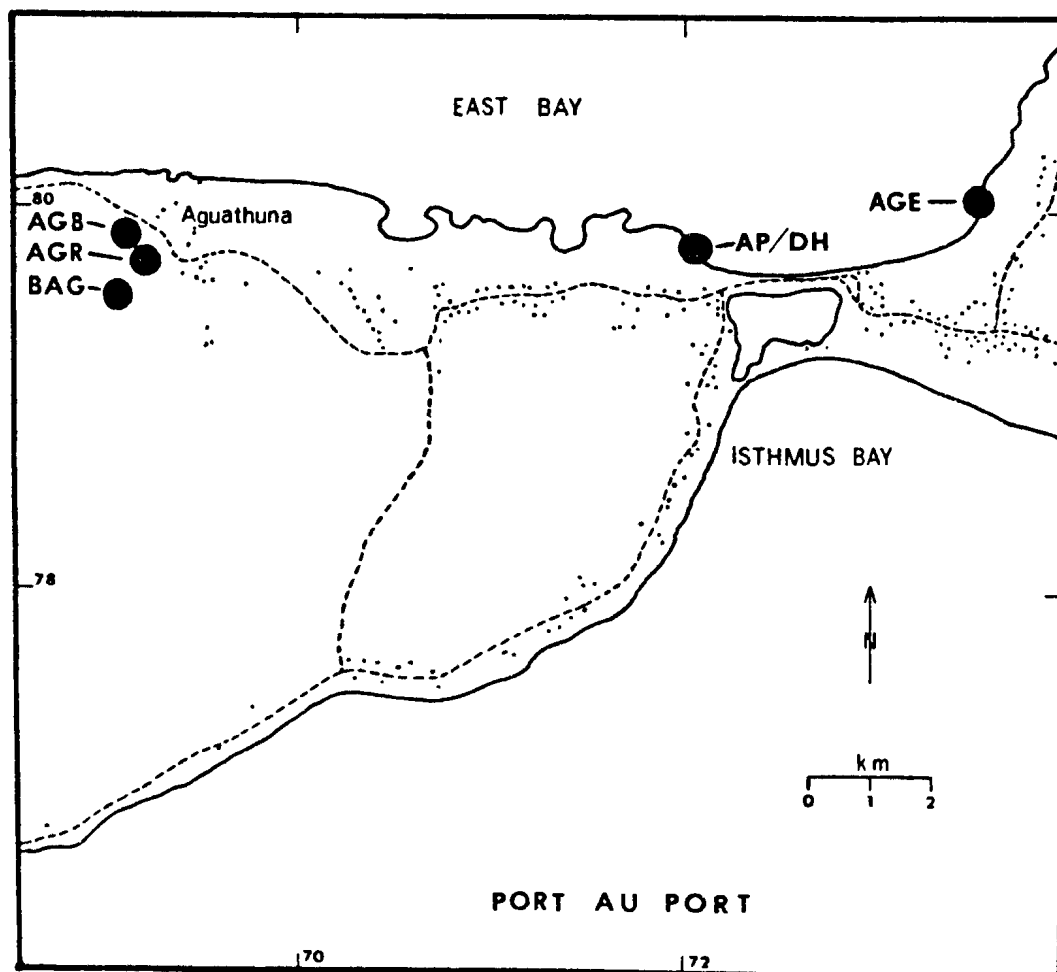 EAST BAY
80
Aguathuna
AGB
AGR
BAG
AGE
AP/DH
ISTHMUS BAY
78
N
km
0 1 2
PORT AU PORT
70
72